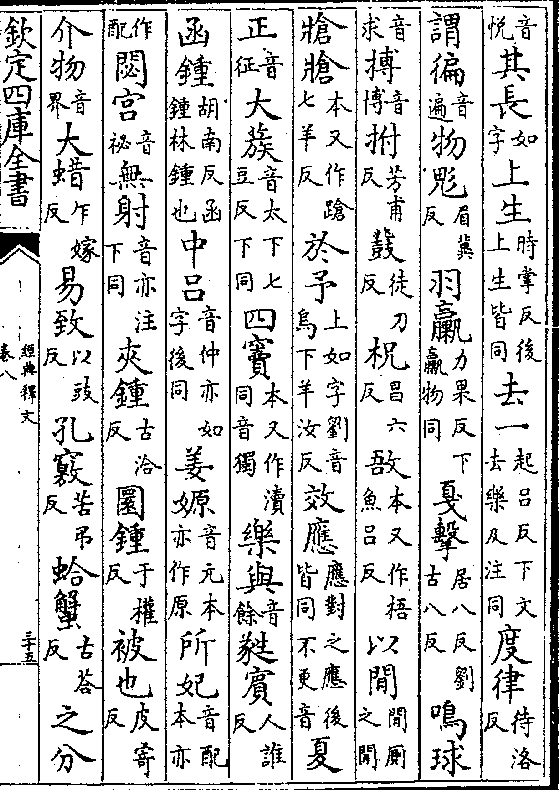 音悅其長如字上生時掌反後上生皆同去一起呂反下文去樂及注同度律待洛反
謂徧音遍物鬽眉冀反羽臝力果反下臝物同戛擊居八反劉古八反鳴球
音求搏音博拊芳甫反鼗徒刀反柷昌六反敔本又作梧魚呂反以閒閒厠之閒
牄牄本又作蹌七羊反於予上如字劉音烏下羊汝反效應應對之應後皆同不更音夏
正音征大蔟音太下七豆反下同四竇本又作瀆同音獨樂與音餘蕤賓人誰反
函鍾胡南反函鍾林鍾也中呂音仲亦如字後同姜嫄音元本亦作原所妃音配本亦
作配閟宮音祕無射音亦注下同夾鍾古洽反圜鍾于權反被也皮寄反
介物音界大蜡乍嫁反易致以豉反孔竅苦弔反蛤蟹古荅反之分
欽定四庫全書
經典釋文
卷八
三十五